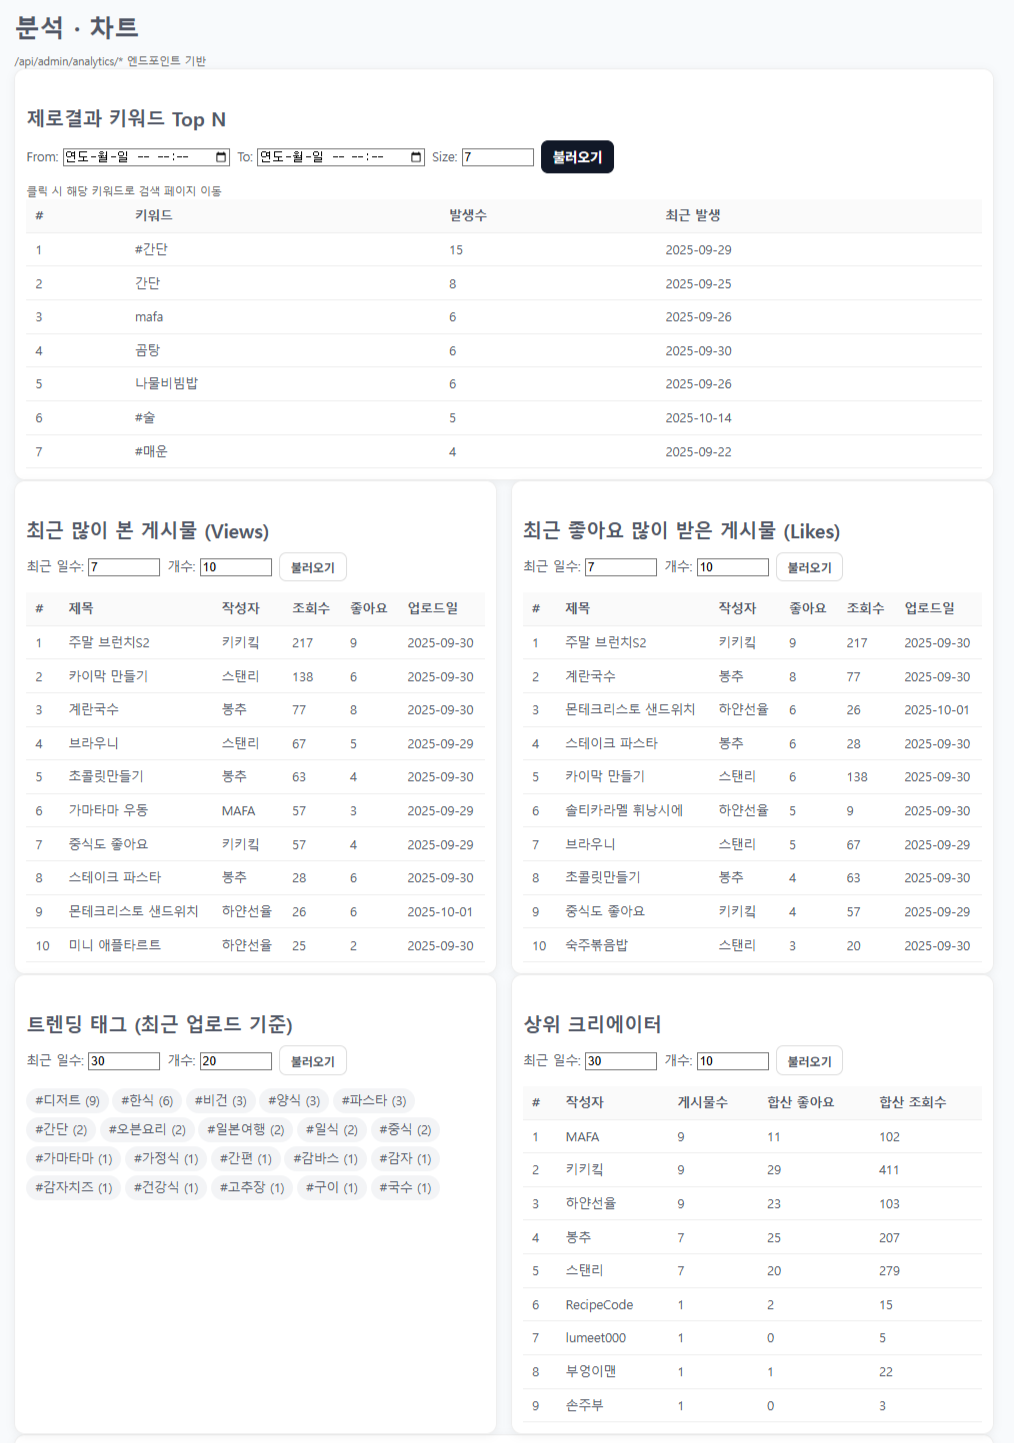 분석 · 차트
/api/admin/analytics/* 엔드포인트 기반
제로결과 키워드 Top N
From: 연도-월-일 -- --:-- To: 연도-월-일 -- --:-- Size: 7 불러오기
클릭 시 해당 키워드로 검색 페이지 이동
# 키워드 발생수 최근 발생
1 #간단 15 2025-09-29
2 간단 8 2025-09-25
3 mafa 6 2025-09-26
4 곰탕 6 2025-09-30
5 나물비빔밥 6 2025-09-26
6 #술 5 2025-10-14
7 #매운 4 2025-09-22
최근 많이 본 게시물 (Views)
최근 일수: 7 개수: 10 불러오기
# 제목 작성자 조회수 좋아요 업로드일
1 주말 브런치S2 키키킼 217 9 2025-09-30
2 카이막 만들기 스탠리 138 6 2025-09-30
3 계란국수 봉추 77 8 2025-09-30
4 브라우니 스탠리 67 5 2025-09-29
5 초콜릿만들기 봉추 63 4 2025-09-30
6 가마타마 우동 MAFA 57 3 2025-09-29
7 중식도 좋아요 키키킼 57 4 2025-09-29
8 스테이크 파스타 봉추 28 6 2025-09-30
9 몬테크리스토 샌드위치 하얀선율 26 6 2025-10-01
10 미니 애플타르트 하얀선율 25 2 2025-09-30
최근 좋아요 많이 받은 게시물 (Likes)
최근 일수: 7 개수: 10 불러오기
# 제목 작성자 좋아요 조회수 업로드일
1 주말 브런치S2 키키킼 9 217 2025-09-30
2 계란국수 봉추 8 77 2025-09-30
3 몬테크리스토 샌드위치 하얀선율 6 26 2025-10-01
4 스테이크 파스타 봉추 6 28 2025-09-30
5 카이막 만들기 스탠리 6 138 2025-09-30
6 솔티카라멜 휘낭시에 하얀선율 5 9 2025-09-30
7 브라우니 스탠리 5 67 2025-09-29
8 초콜릿만들기 봉추 4 63 2025-09-30
9 중식도 좋아요 키키킼 4 57 2025-09-29
10 숙주볶음밥 스탠리 3 20 2025-09-30
트렌딩 태그 (최근 업로드 기준)
최근 일수: 30 개수: 20 불러오기
#디저트 (9) #한식 (6) #비건 (3) #양식 (3) #파스타 (3)
#간단 (2) #오븐요리 (2) #일본여행 (2) #일식 (2) #중식 (2)
#가마타마 (1) #가정식 (1) #간편 (1) #감바스 (1) #감자 (1)
#감자치즈 (1) #건강식 (1) #고추장 (1) #구이 (1) #국수 (1)
상위 크리에이터
최근 일수: 30 개수: 10 불러오기
# 작성자 게시물수 합산 좋아요 합산 조회수
1 MAFA 9 11 102
2 키키킼 9 29 411
3 하얀선율 9 23 103
4 봉추 7 25 207
5 스탠리 7 20 279
6 RecipeCode 1 2 15
7 lumeet000 1 0 5
8 부엉이맨 1 1 22
9 손주부 1 0 3